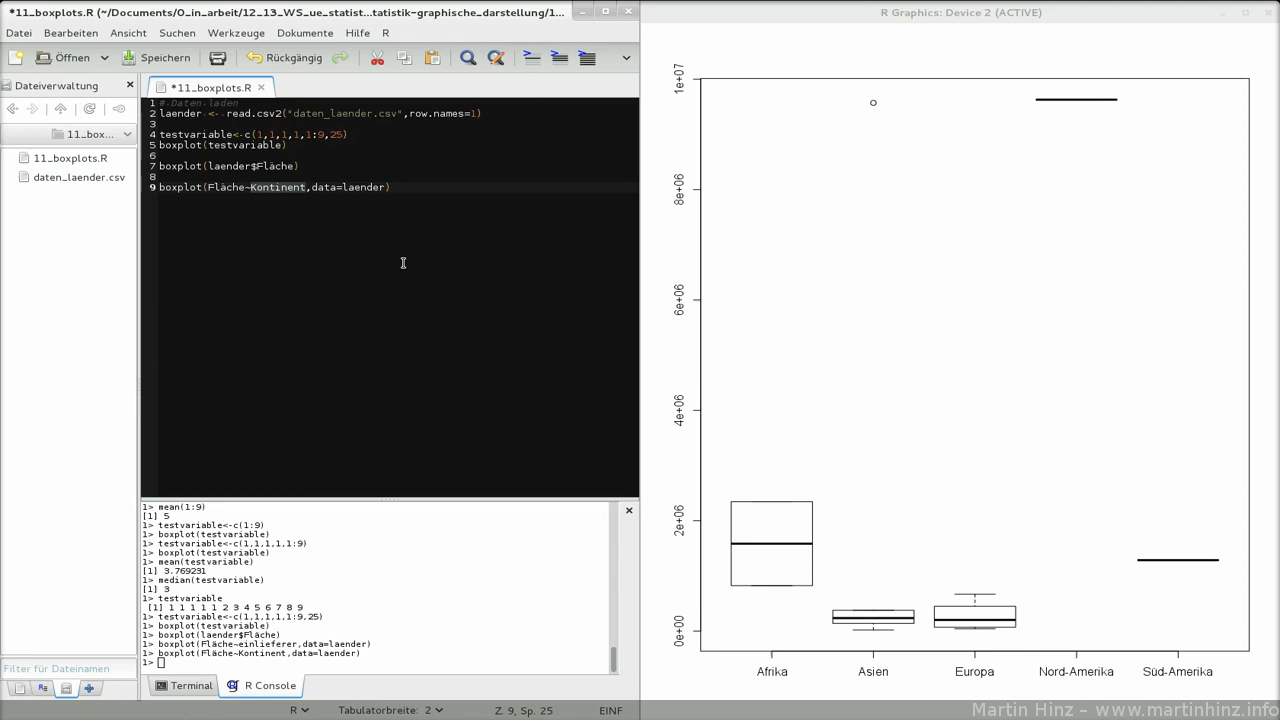 *11_boxplots.R (~/Documents/O_in_arbeit/12_13_WS_ue_statist...tatistik-graphische_darstellung/1...
R Graphics: Device 2 (ACTIVE)
Datei Bearbeiten Ansicht Suchen Werkzeuge Dokumente Hilfe R
Öffnen Speichern Rückgängig
Dateiverwaltung
*11_boxplots.R
11_box...
11_boxplots.R
daten_laender.csv
1 # Daten laden
2 laender <- read.csv2("daten_laender.csv",row.names=1)
3
4 testvariable<-c(1,1,1,1,1:9,25)
5 boxplot(testvariable)
6
7 boxplot(laender$Fläche)
8
9 boxplot(Fläche~Kontinent,data=laender)
1> mean(1:9)
[1] 5
1> testvariable<-c(1:9)
1> boxplot(testvariable)
1> testvariable<-c(1,1,1,1,1:9)
1> boxplot(testvariable)
1> mean(testvariable)
[1] 3.769231
1> median(testvariable)
[1] 3
1> testvariable
[1] 1 1 1 1 1 2 3 4 5 6 7 8 9
1> testvariable<-c(1,1,1,1,1:9,25)
1> boxplot(testvariable)
1> boxplot(laender$Fläche)
1> boxplot(Fläche~einlieferer,data=laender)
1> boxplot(Fläche~Kontinent,data=laender)
1>
Filter für Dateinamen
Terminal R Console
R Tabulatorbreite: 2 Z. 9, Sp. 25 EINF
1e+07
8e+06
6e+06
4e+06
2e+06
0e+00
Afrika Asien Europa Nord-Amerika Süd-Amerika
Martin Hinz - www.martinhinz.info